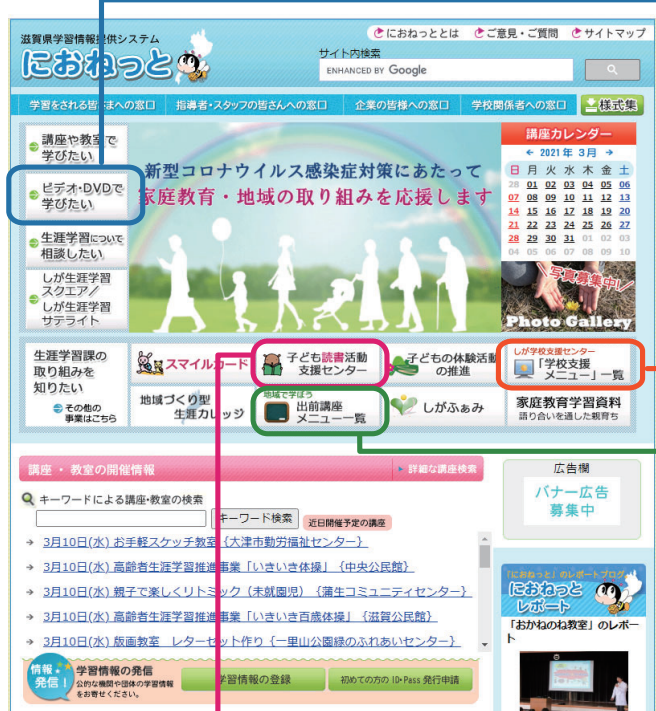 におねっととは
ご意見・ご質問
サイトマップ
滋賀県学習情報提供システム
におねっと
サイト内検索
ENHANCED BY Google
学習をされる皆さまへの窓口
指導者・スタッフの皆さんへの窓口
企業の皆様への窓口
学校関係者への窓口
様式集
講座や教室で
学びたい
ビデオ・DVDで
学びたい
生涯学習について
相談したい
しが生涯学習
スクエア/
しが生涯学習
サテライト
新型コロナウイルス感染症対策にあたって
家庭教育・地域の取り組みを応援します
講座カレンダー
← 2021年 3月 →
日 月 火 水 木 金 土
28 01 02 03 04 05 06
07 08 09 10 11 12 13
14 15 16 17 18 19 20
21 22 23 24 25 26 27
28 29 30 31 01 02 03
04 05 06 07 08 09 10
写真募集中!
Photo Gallery
生涯学習課の
取り組みを
知りたい
その他の
事業はこちら
スマイルカード
子ども読書活動
支援センター
子どもの体験活動
の推進
しが学校支援センター
「学校支援
メニュー」一覧
地域づくり型
生涯カレッジ
地域で学ぼう
出前講座
メニュー一覧
しがふぁみ
家庭教育学習資料
語り合いを通した親育ち
講座・教室の開催情報
詳細な講座検索
キーワードによる講座・教室の検索
キーワード検索
近日開催予定の講座
3月10日(水) お手軽スケッチ教室 {大津市勤労福祉センター}
3月10日(水) 高齢者生涯学習推進事業「いきいき体操」 {中央公民館}
3月10日(水) 親子で楽しくリトミック (未就園児) {蒲生コミュニティセンター}
3月10日(水) 高齢者生涯学習推進事業「いきいき百歳体操」 {滋賀公民館}
3月10日(水) 版画教室 レターセット作り {一里山公園緑のふれあいセンター}
情報
発信!
学習情報の発信
公的な機関や団体の学習情報
をお寄せください。
学習情報の登録
初めての方の ID・Pass 発行申請
広告欄
バナー広告
募集中
「におねっと」のレポートブログ
におねっと
レポート
「おかねのね教室」のレポー
ト